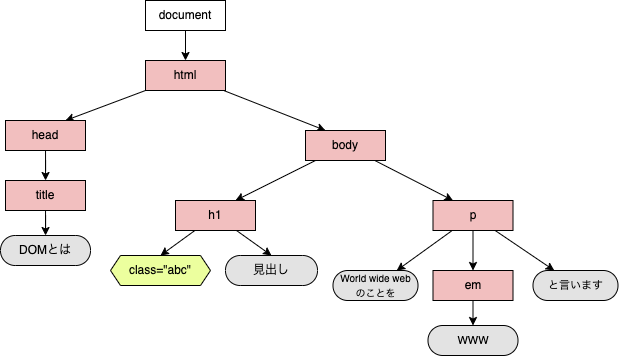 document
html
head
body
title
h1
p
DOMとは
class="abc"
見出し
World wide web
のことを
em
と言います
WWW